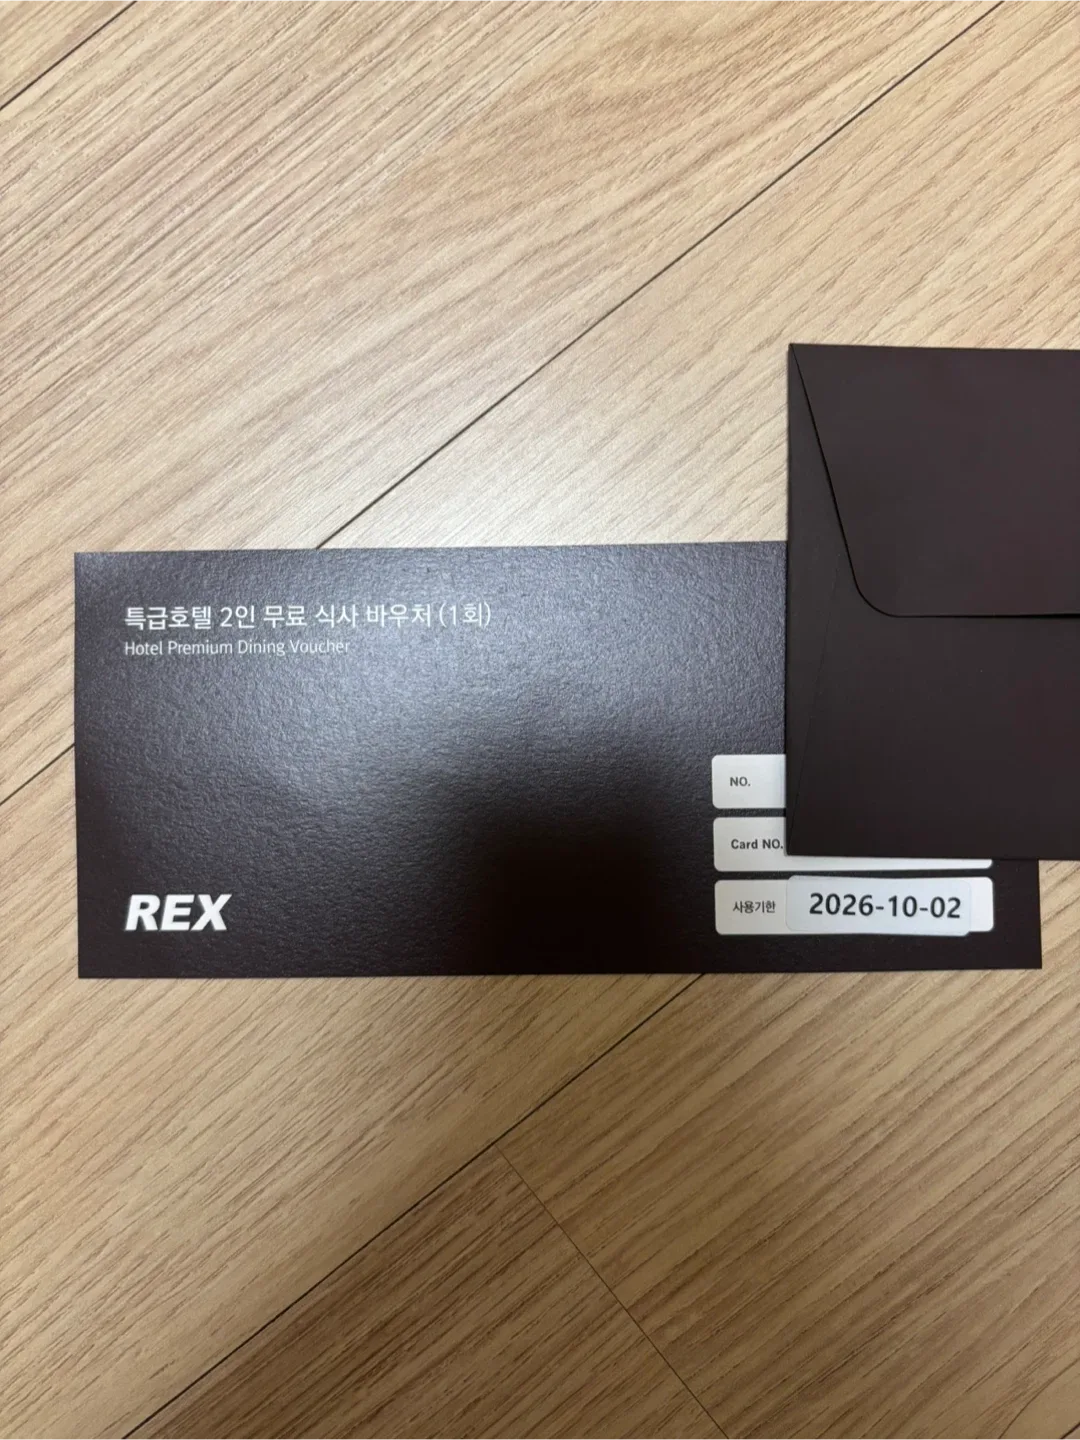 특급호텔 2인 무료 식사 바우처 (1회)
Hotel Premium Dining Voucher
NO.
Card NO.
사용기한 2026-10-02
REX